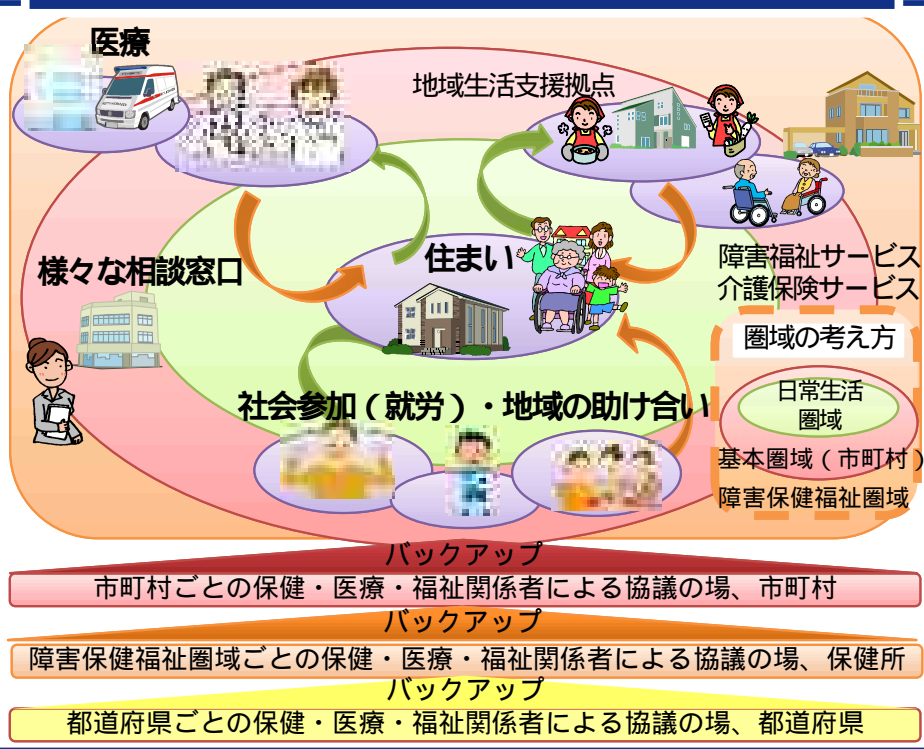 医療
地域生活支援拠点
様々な相談窓口
住まい
障害福祉サービス
介護保険サービス
圏域の考え方
日常生活
圏域
基本圏域（市町村）
障害保健福祉圏域
社会参加（就労）・地域の助け合い
バックアップ
市町村ごとの保健・医療・福祉関係者による協議の場、市町村
バックアップ
障害保健福祉圏域ごとの保健・医療・福祉関係者による協議の場、保健所
バックアップ
都道府県ごとの保健・医療・福祉関係者による協議の場、都道府県